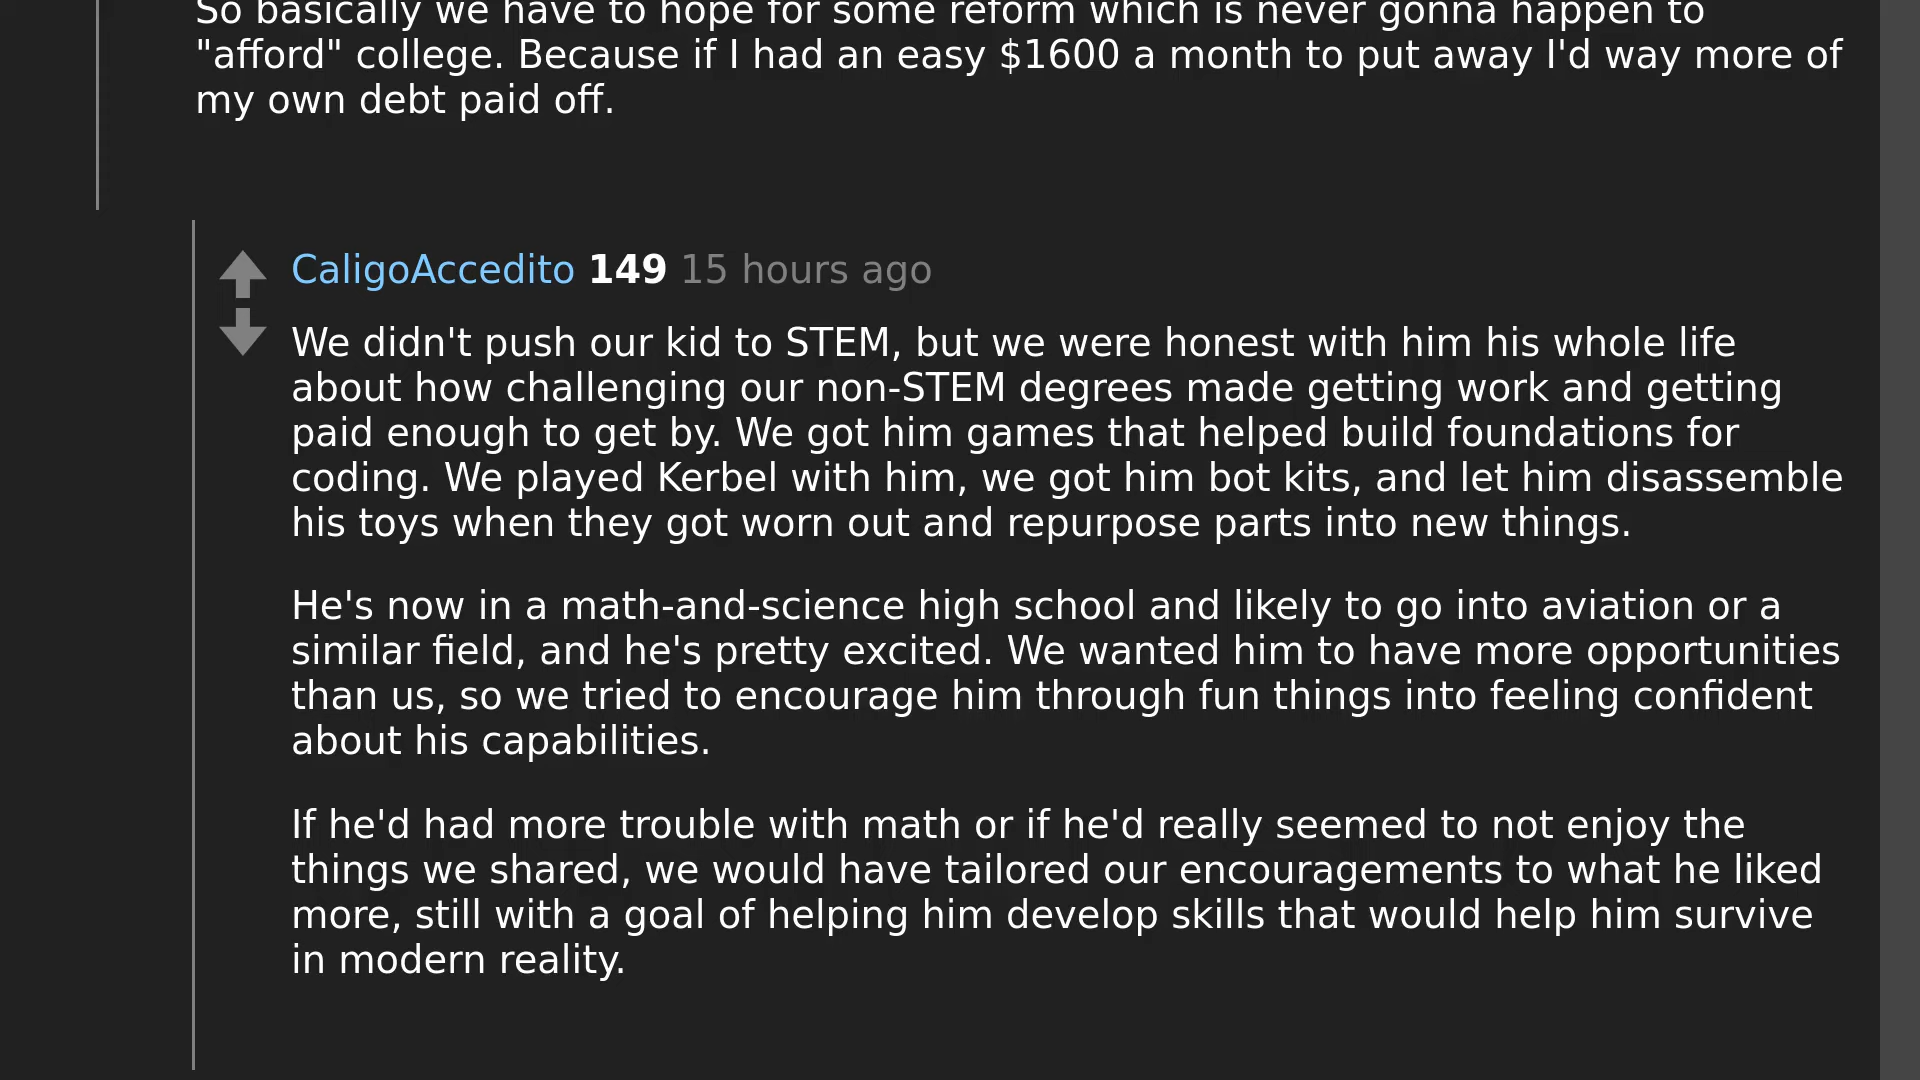 So basically we have to hope for some reform which is never gonna happen to
"afford" college. Because if I had an easy $1600 a month to put away I'd way more of
my own debt paid off.
CaligoAccedito 149 15 hours ago
We didn't push our kid to STEM, but we were honest with him his whole life
about how challenging our non-STEM degrees made getting work and getting
paid enough to get by. We got him games that helped build foundations for
coding. We played Kerbel with him, we got him bot kits, and let him disassemble
his toys when they got worn out and repurpose parts into new things.
He's now in a math-and-science high school and likely to go into aviation or a
similar field, and he's pretty excited. We wanted him to have more opportunities
than us, so we tried to encourage him through fun things into feeling confident
about his capabilities.
If he'd had more trouble with math or if he'd really seemed to not enjoy the
things we shared, we would have tailored our encouragements to what he liked
more, still with a goal of helping him develop skills that would help him survive
in modern reality.